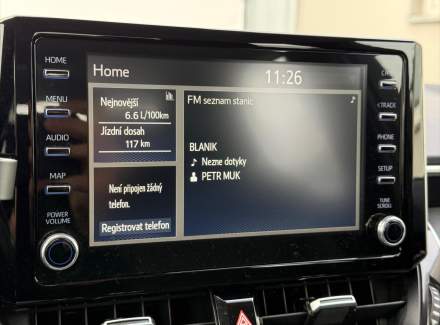 HOME
MENU
AUDIO
MAP
POWER
VOLUME
Home
11:26
Nejnovější
6.6 L/100km
Jízdní dosah
117 km
Není připojen žádný
telefon.
Registrovat telefon
FM seznam stanic
BLANIK
Nezne dotyky
PETR MUK
<TRACK
PHONE
SETUP
TUNE
SCROLL